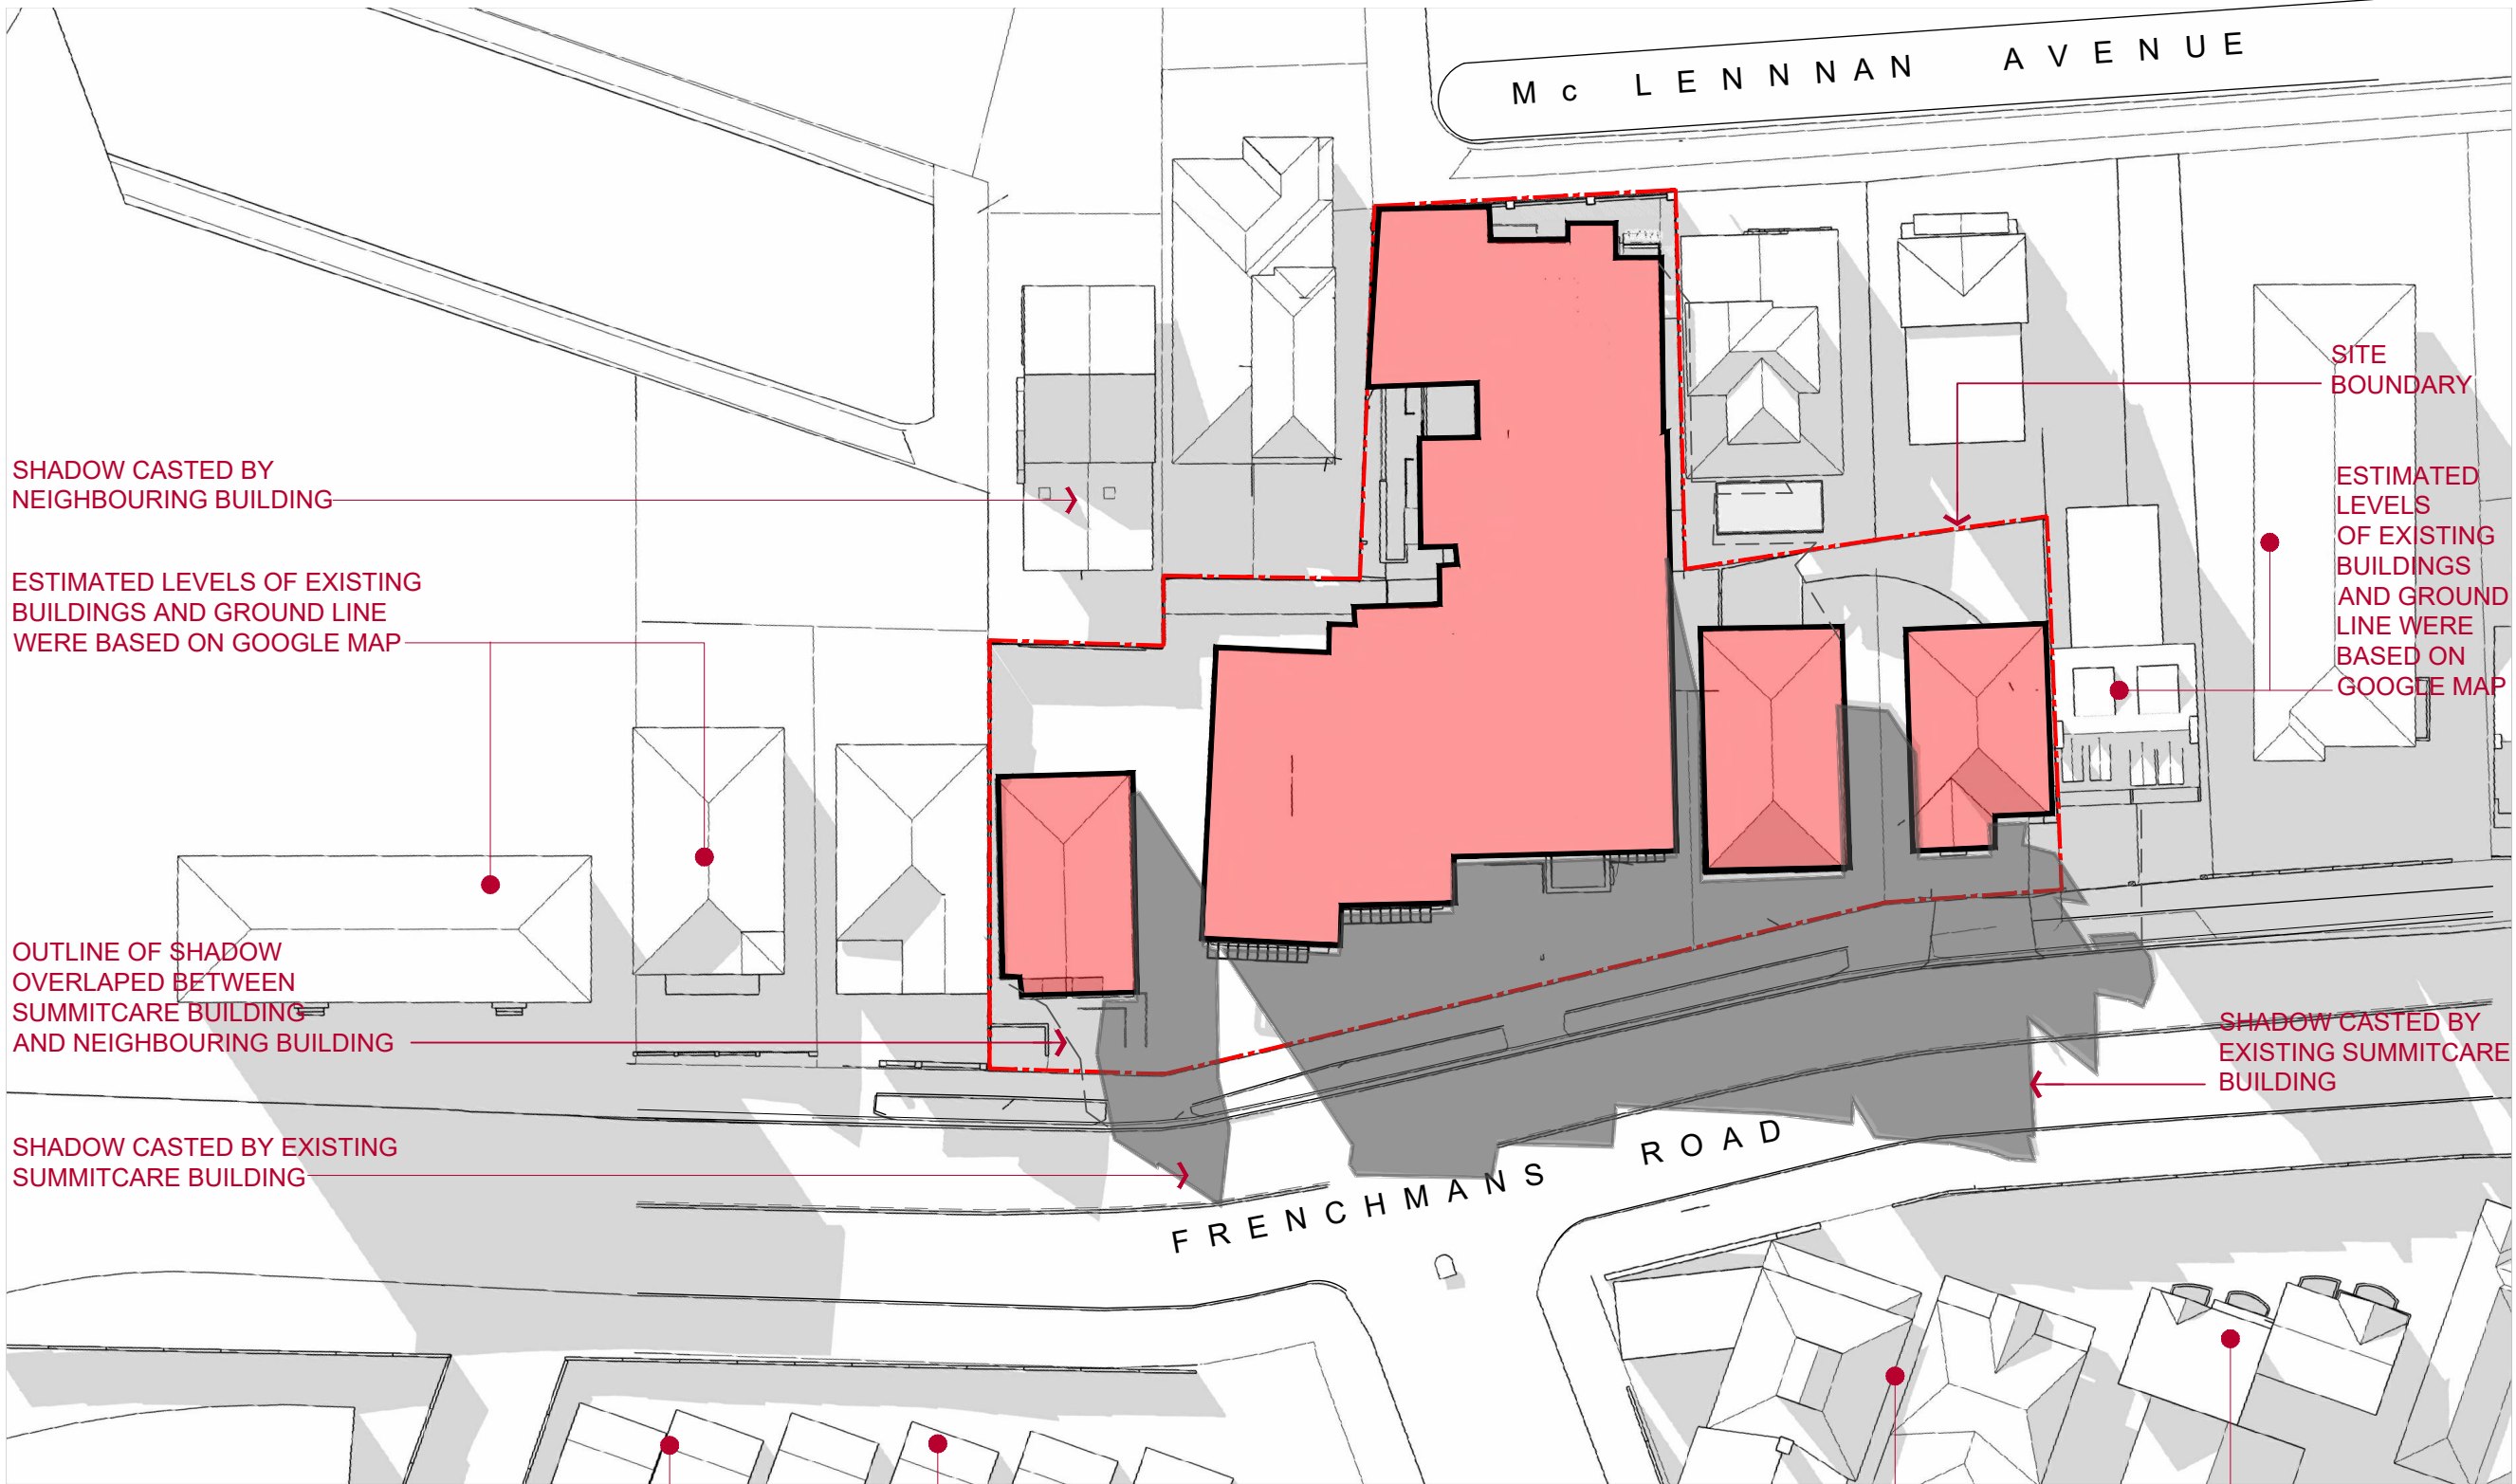 Mc LENNNAN AVENUE
SITE
BOUNDARY
SHADOW CASTED BY
NEIGHBOURING BUILDING
ESTIMATED
LEVELS
OF EXISTING
BUILDINGS
AND GROUND
LINE WERE
BASED ON
GOOGLE MAP
ESTIMATED LEVELS OF EXISTING
BUILDINGS AND GROUND LINE
WERE BASED ON GOOGLE MAP
OUTLINE OF SHADOW
OVERLAPED BETWEEN
SUMMITCARE BUILDING
AND NEIGHBOURING BUILDING
SHADOW CASTED BY
EXISTING SUMMITCARE
BUILDING
SHADOW CASTED BY EXISTING
SUMMITCARE BUILDING
FRENCHMANS ROAD